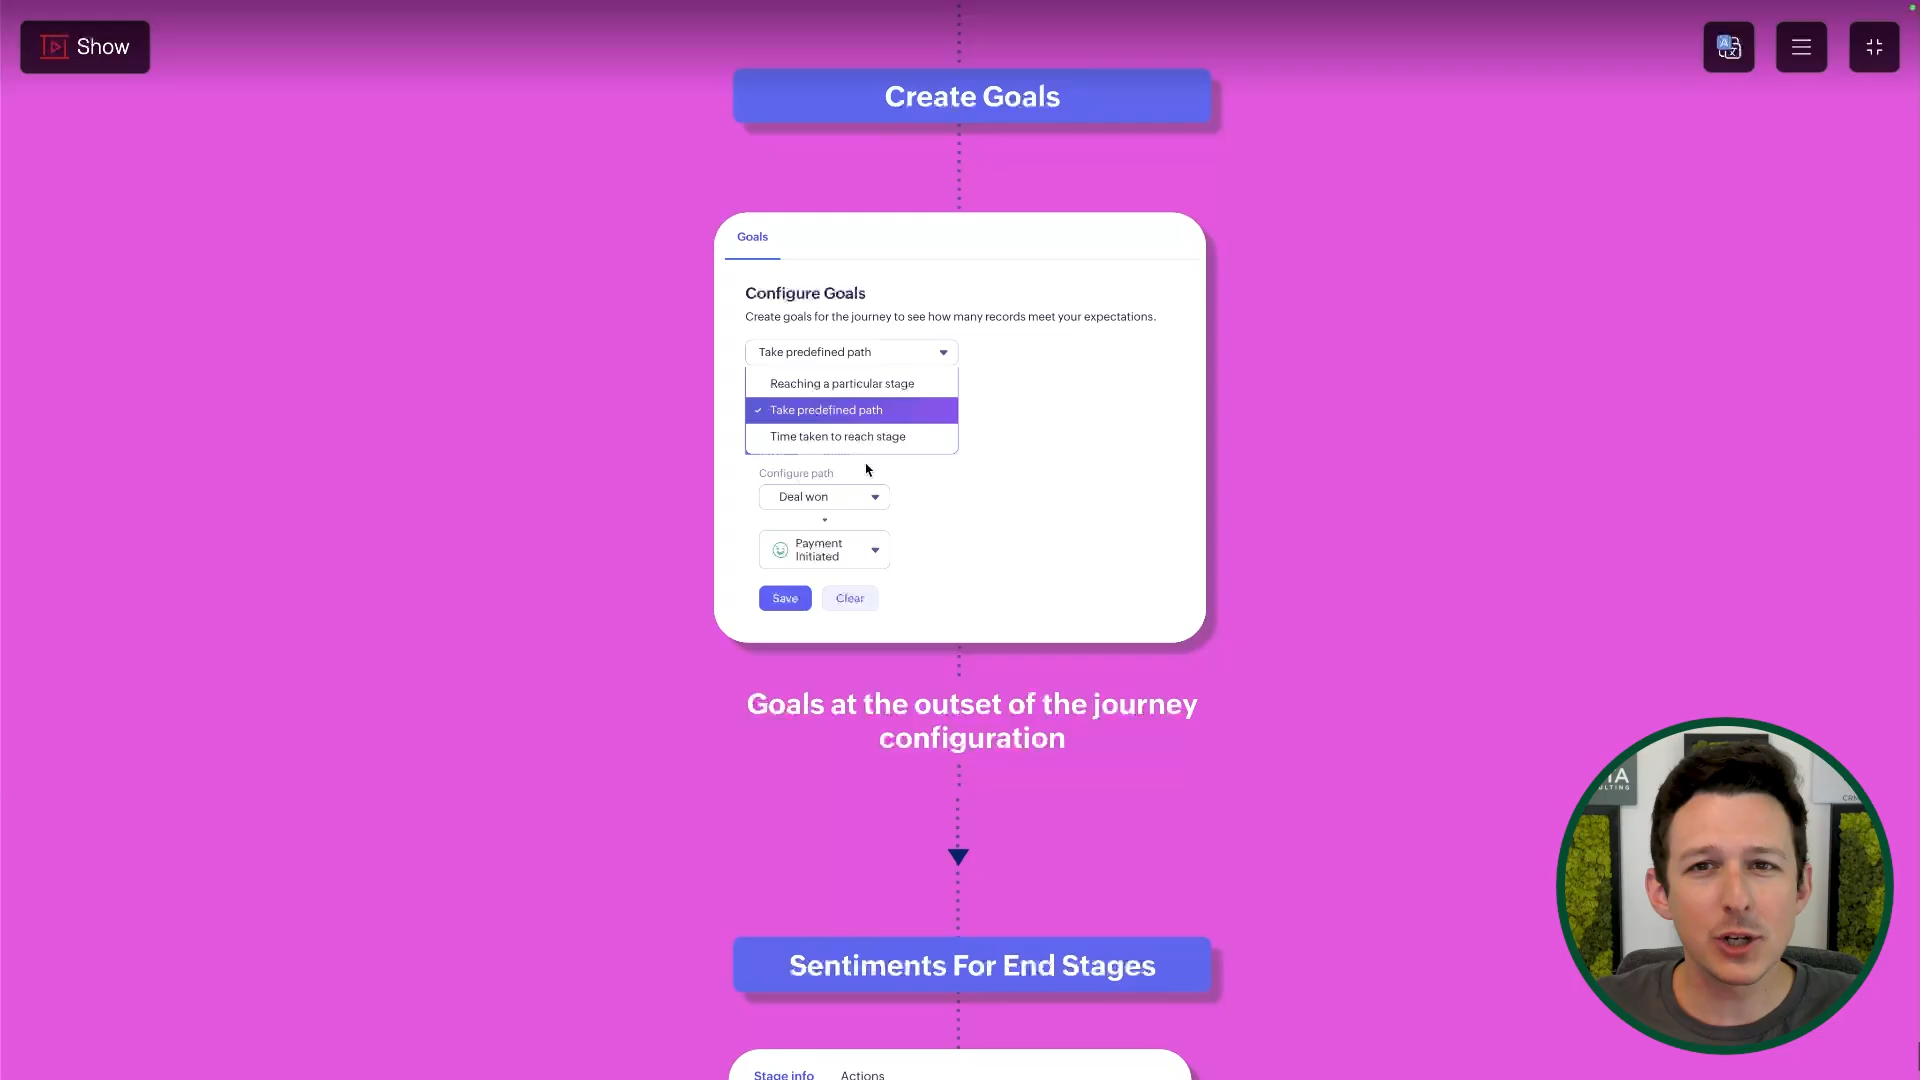 Show
Create Goals
Goals
Configure Goals
Create goals for the journey to see how many records meet your expectations.
Take predefined path
Reaching a particular stage
Take predefined path
Time taken to reach stage
Configure path
Deal won
Payment
Initiated
Save
Clear
Goals at the outset of the journey
configuration
Sentiments For End Stages
Stage info
Actions
CRM